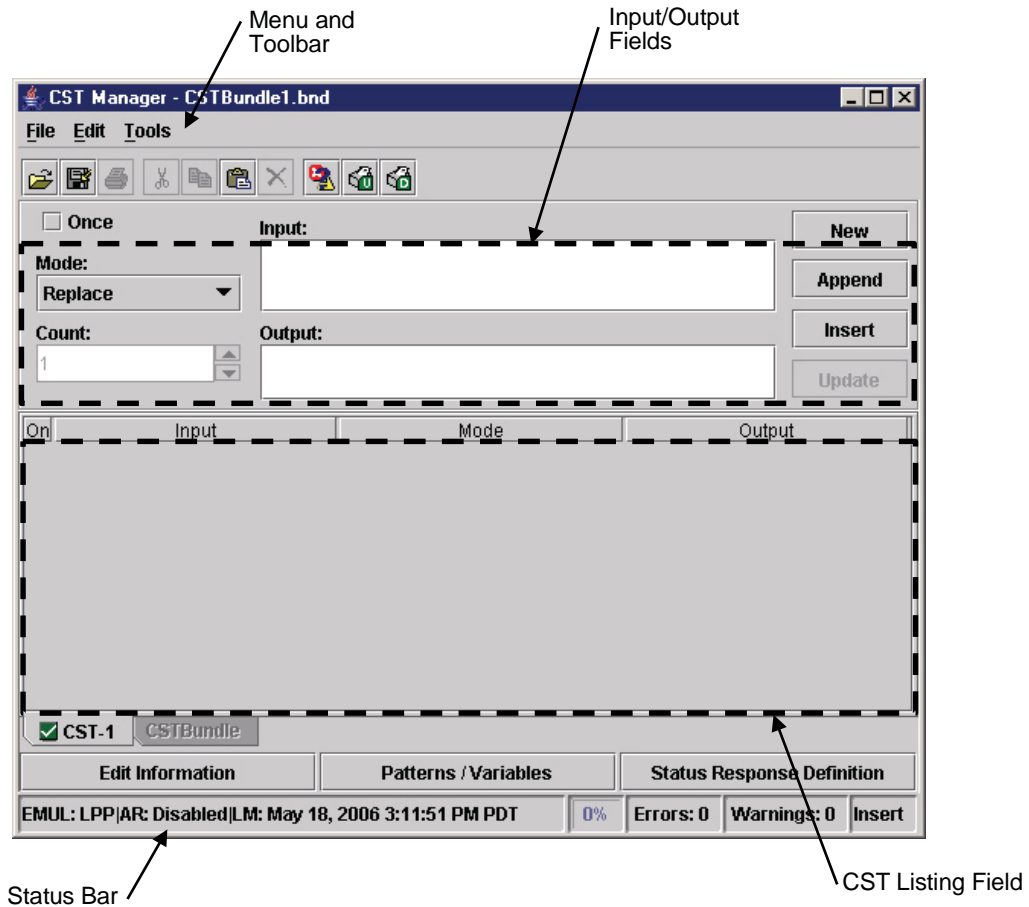 Menu and
Toolbar
Input/Output
Fields
CST Manager - CSTBundle1.bnd
File Edit Tools
U D
Once
Input:
New
Mode:
Replace
Append
Count:
Output:
Insert
1
Update
On Input Mode Output
CST-1 CSTBundle
Edit Information Patterns / Variables Status Response Definition
EMUL: LPP|AR: Disabled|LM: May 18, 2006 3:11:51 PM PDT 0% Errors: 0 Warnings: 0 Insert
Status Bar
CST Listing Field